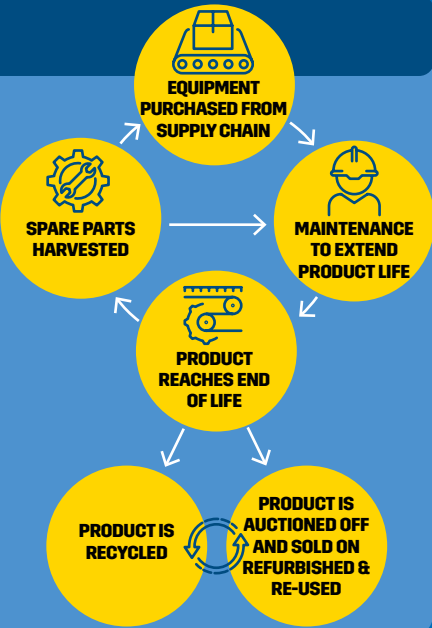 EQUIPMENT
PURCHASED FROM
SUPPLY CHAIN
SPARE PARTS
HARVESTED
MAINTENANCE
TO EXTEND
PRODUCT LIFE
PRODUCT
REACHES END
OF LIFE
PRODUCT IS
RECYCLED
PRODUCT IS
AUCTIONED OFF
AND SOLD ON
REFURBISHED &
RE-USED